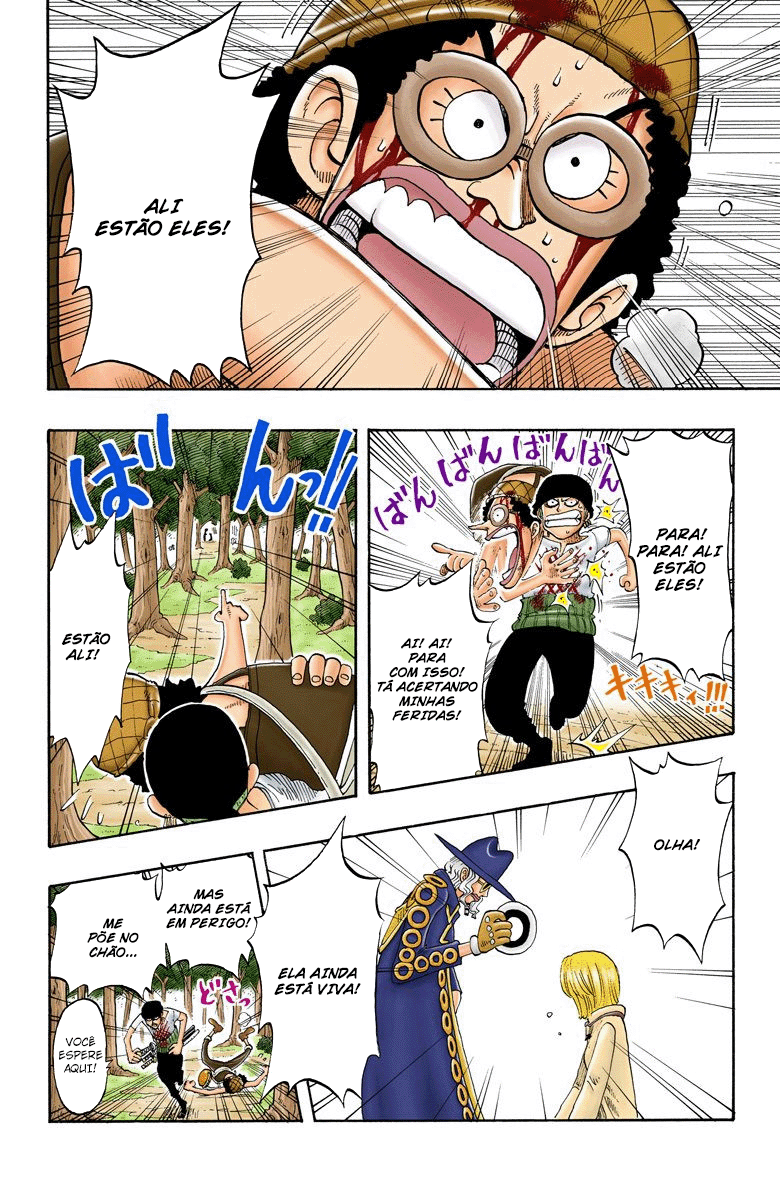 ALI
ESTÃO ELES!
ばんばんばんばん
PARA!
PARA! ALI
ESTÃO
ELES!
AI! AI!
PARA
COM ISSO!
TÁ ACERTANDO
MINHAS
FERIDAS!
キキキィ!!!
ばんっ!!
ESTÃO
ALI!
OLHA!
ELA AINDA
ESTÁ VIVA!
MAS
AINDA ESTÁ
EM PERIGO!
ME
PÕE NO
CHÃO...
どさっ
VOCÊ
ESPERE
AQUI!